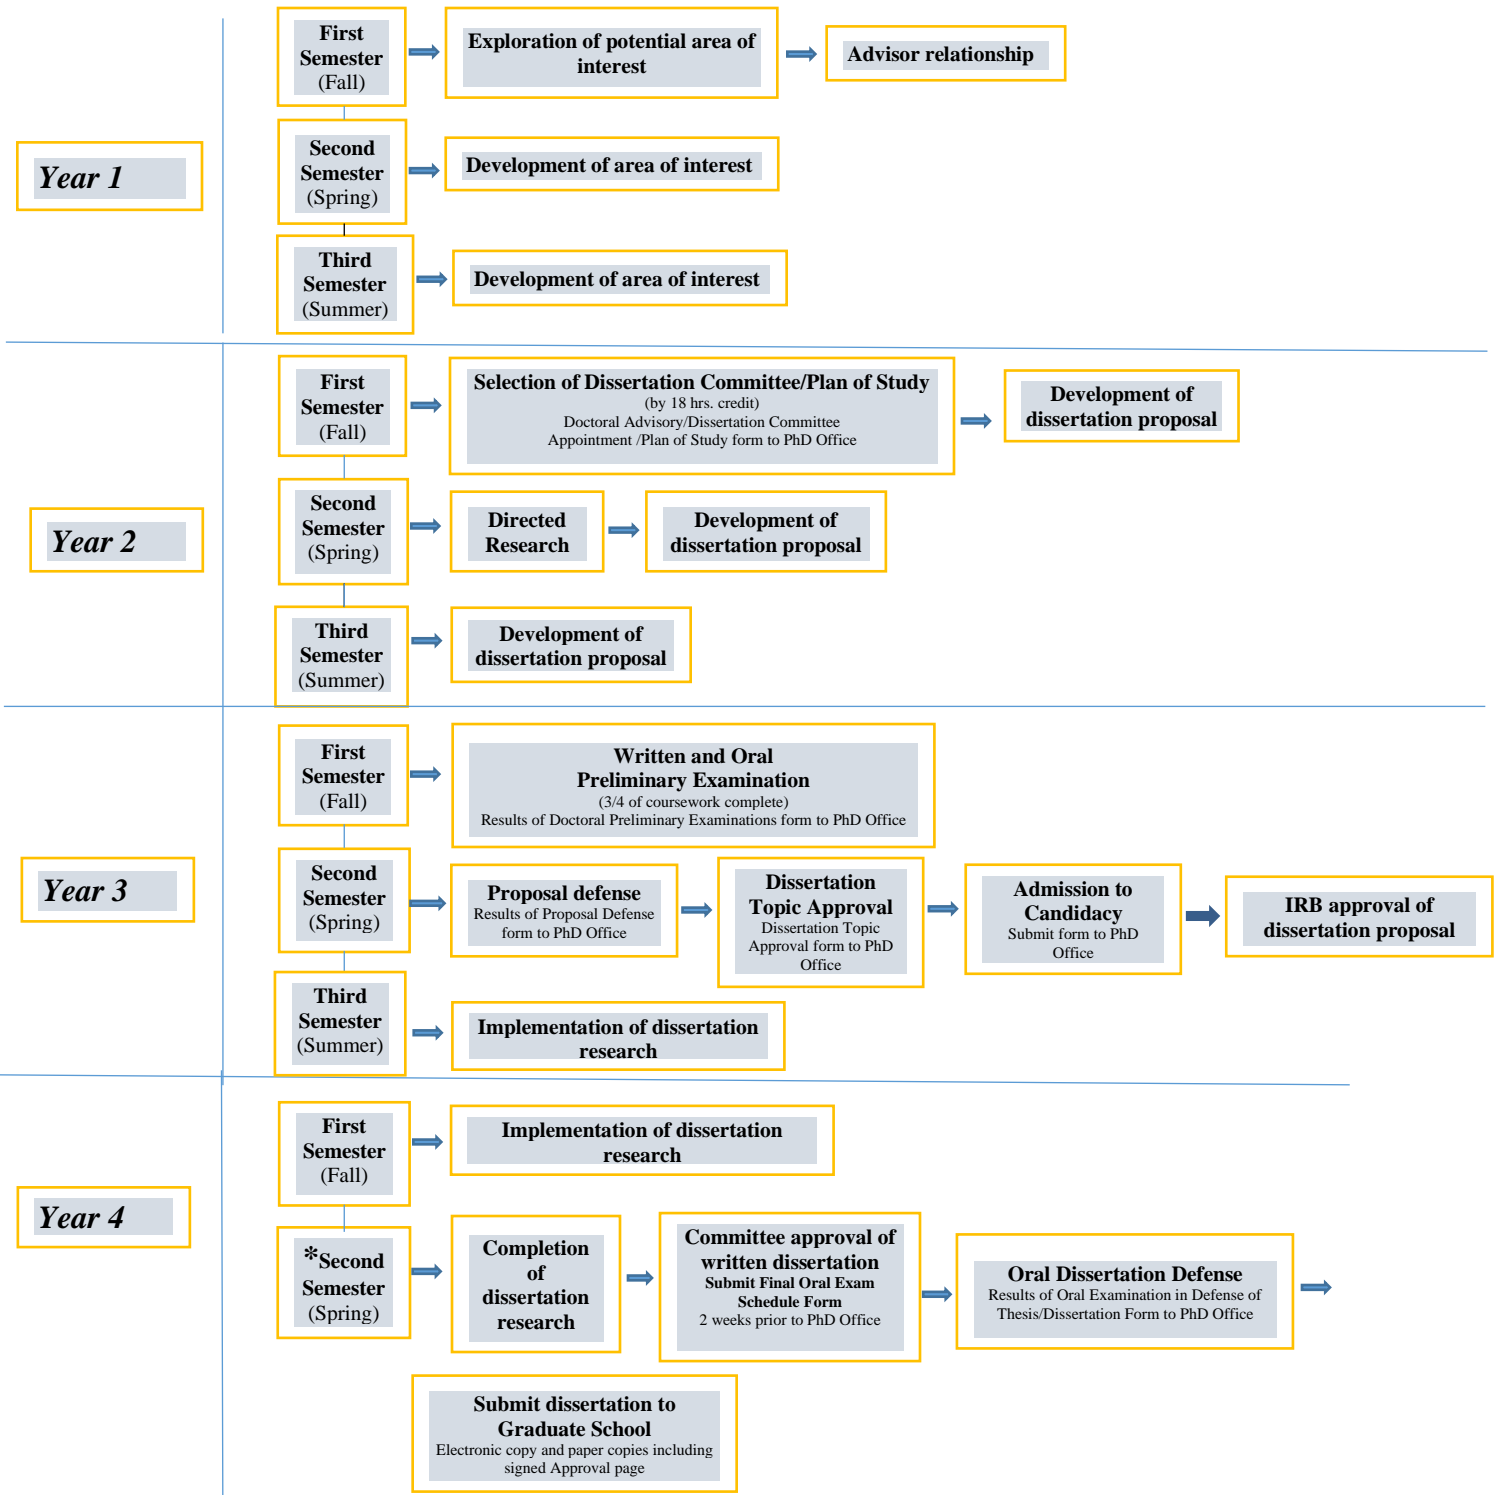 First
Semester
(Fall)
Exploration of potential area of
interest
Advisor relationship
Year 1
Second
Semester
(Spring)
Development of area of interest
Third
Semester
(Summer)
Development of area of interest
First
Semester
(Fall)
Selection of Dissertation Committee/Plan of Study
(by 18 hrs. credit)
Doctoral Advisory/Dissertation Committee
Appointment /Plan of Study form to PhD Office
Development of
dissertation proposal
Year 2
Second
Semester
(Spring)
Directed
Research
Development of
dissertation proposal
Third
Semester
(Summer)
Development of
dissertation proposal
First
Semester
(Fall)
Written and Oral
Preliminary Examination
(3/4 of coursework complete)
Results of Doctoral Preliminary Examinations form to PhD Office
Year 3
Second
Semester
(Spring)
Proposal defense
Results of Proposal Defense
form to PhD Office
Dissertation
Topic Approval
Dissertation Topic
Approval form to PhD
Office
Admission to
Candidacy
Submit form to PhD
Office
IRB approval of
dissertation proposal
Third
Semester
(Summer)
Implementation of dissertation
research
First
Semester
(Fall)
Implementation of dissertation
research
Year 4
*Second
Semester
(Spring)
Completion
of
dissertation
research
Committee approval of
written dissertation
Submit Final Oral Exam
Schedule Form
2 weeks prior to PhD Office
Oral Dissertation Defense
Results of Oral Examination in Defense of
Thesis/Dissertation Form to PhD Office
Submit dissertation to
Graduate School
Electronic copy and paper copies including
signed Approval page